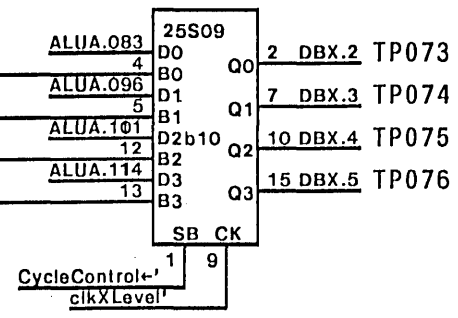 25S09
ALUA.083 D0
4 B0 Q0 2 DBX.2 TP073
ALUA.096 D1
5 B1 Q1 7 DBX.3 TP074
ALUA.101 D2 b10
12 B2 Q2 10 DBX.4 TP075
ALUA.114 D3
13 B3 Q3 15 DBX.5 TP076
SB CK
1 9
CycleControl←'
clkXLevel'